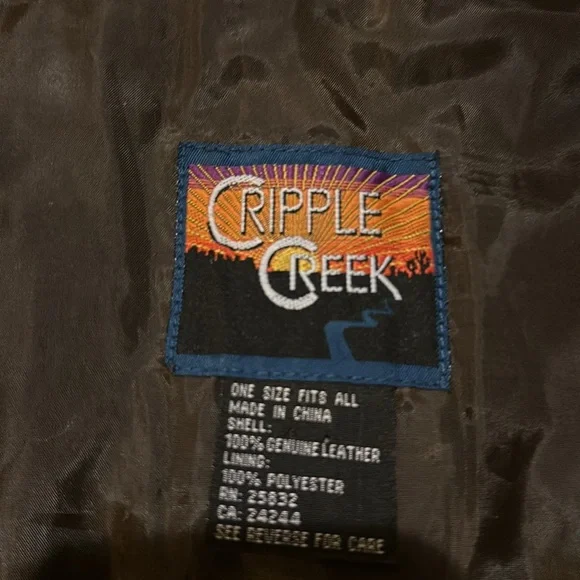 CRIPPLE
CREEK
ONE SIZE FITS ALL
MADE IN CHINA
SHELL:
100% GENUINE LEATHER
LINING:
100% POLYESTER
RN: 25832
CA: 24244
SEE REVERSE FOR CARE